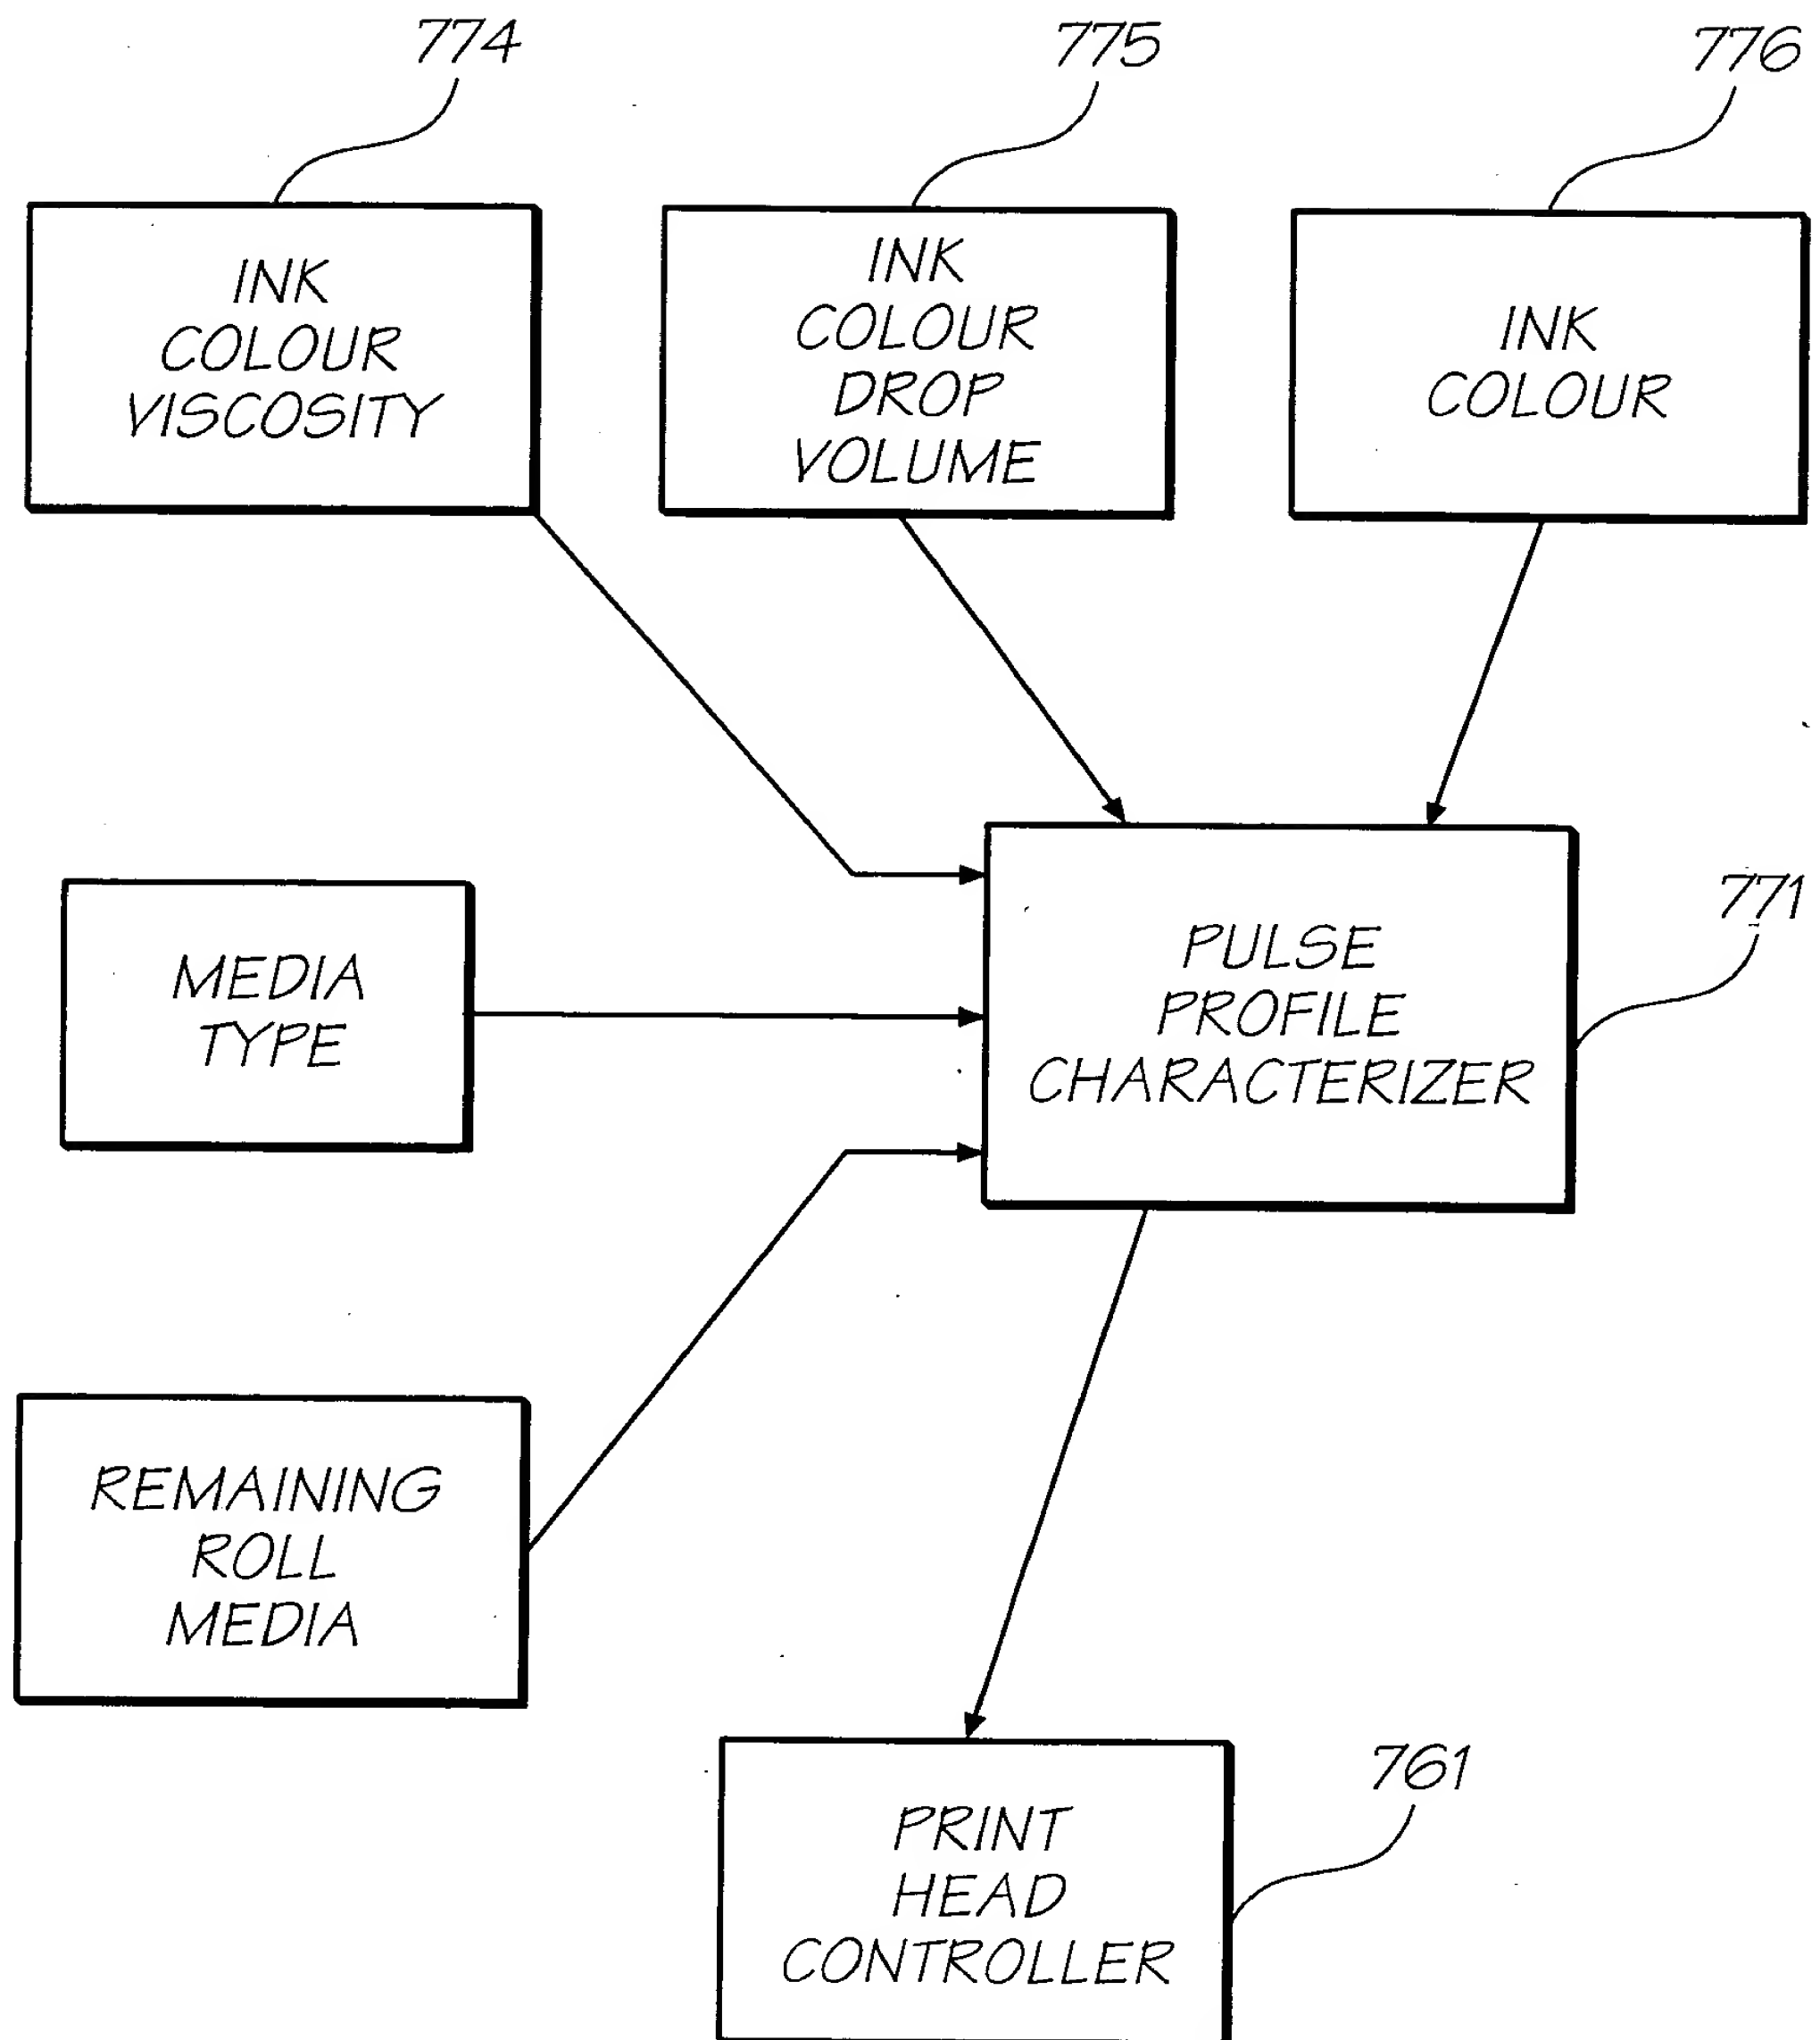 774
775
776
INK
COLOUR
VISCOSITY
INK
COLOUR
DROP
VOLUME
INK
COLOUR
771
MEDIA
TYPE
PULSE
PROFILE
CHARACTERIZER
REMAINING
ROLL
MEDIA
761
PRINT
HEAD
CONTROLLER